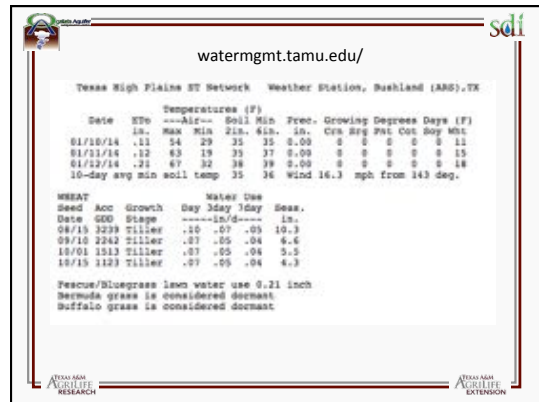 Ogallala Aquifer
sdi
watermgmt.tamu.edu/
Texas High Plains ET Network Weather Station, Bushland (ARS),TX
Temperatures (F)
Date ETo ---Air--- Soil Min Prec. Growing Degrees Days (F)
in. Max Min 2in. 6in. in. Crn Srg Pnt Cot Soy Wht
01/10/14 .11 54 29 35 35 0.00 0 0 0 0 0 11
01/11/14 .12 63 19 35 37 0.00 0 0 0 0 0 15
01/12/14 .21 67 32 38 39 0.00 0 0 0 0 0 18
10-day avg min soil temp 35 36 Wind 16.3 mph from 143 deg.
WHEAT Water Use
Seed Acc Growth Day 3day 7day Seas.
Date GDD Stage -----in/d---- in.
08/15 3239 Tiller .10 .07 .05 10.3
09/10 2242 Tiller .07 .05 .04 6.6
10/01 1513 Tiller .07 .05 .04 5.5
10/15 1123 Tiller .07 .05 .04 4.3
Fescue/Bluegrass lawn water use 0.21 inch
Bermuda grass is considered dormant
Buffalo grass is considered dormant
TEXAS A&M
AGRILIFE
RESEARCH
TEXAS A&M
AGRILIFE
EXTENSION